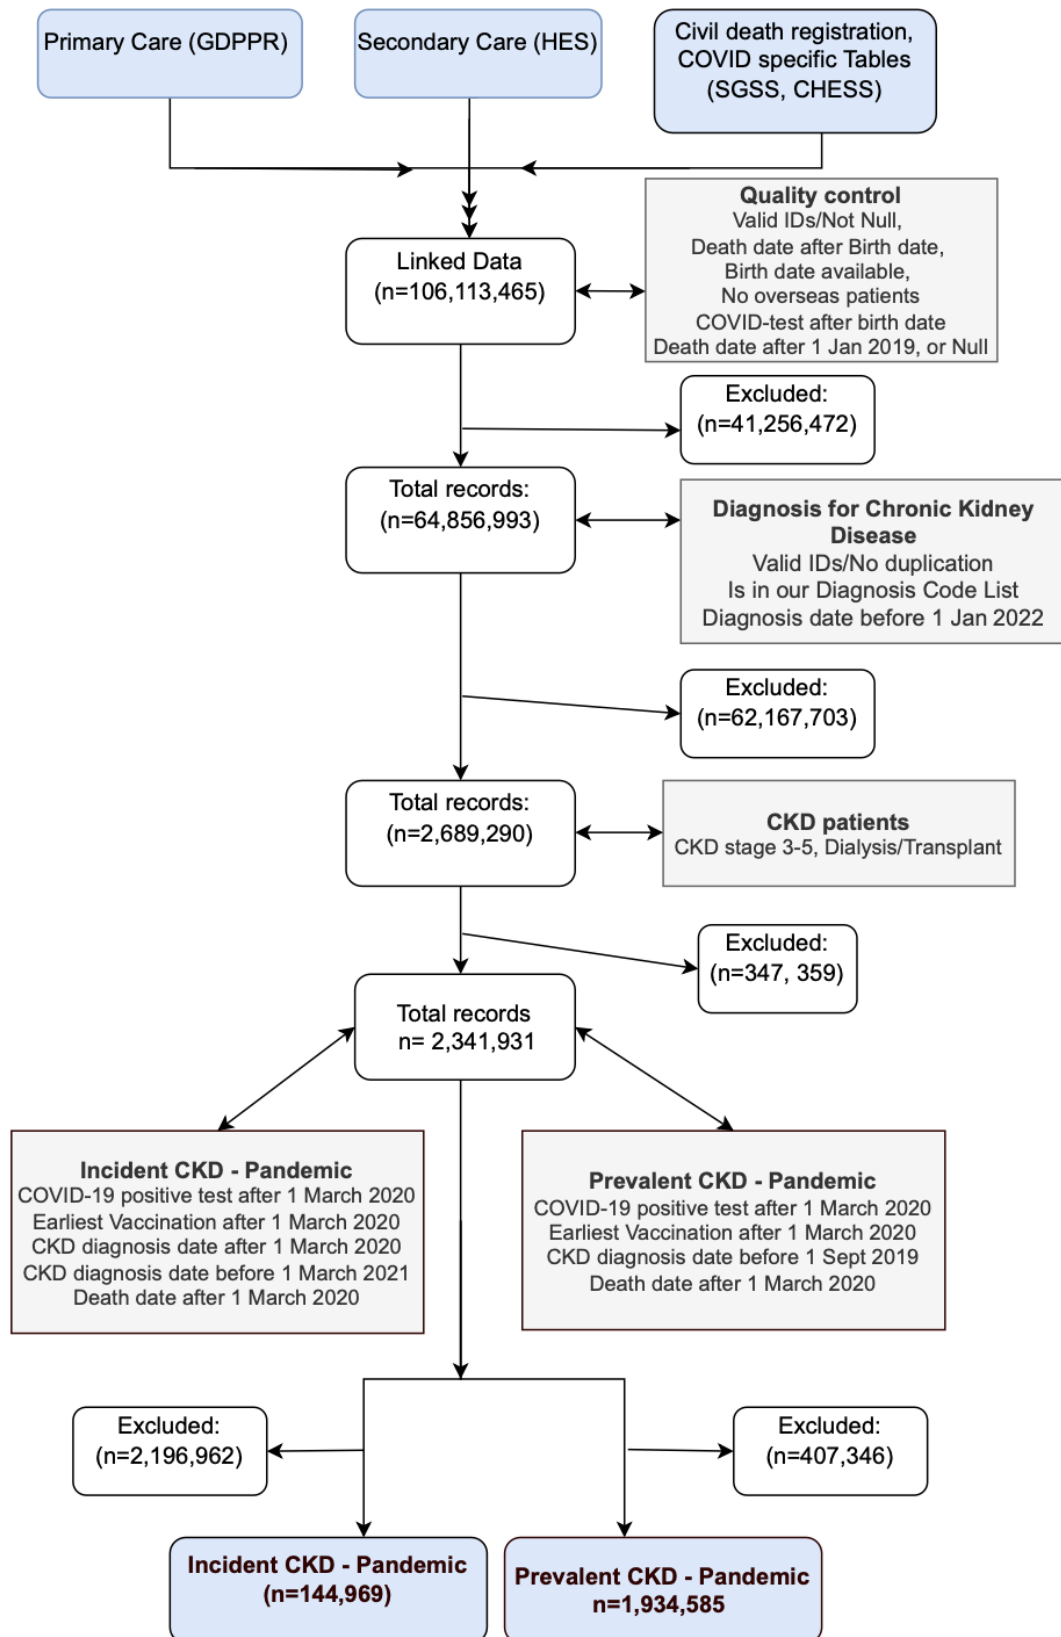 Primary Care (GDPPR)
Secondary Care (HES)
Civil death registration,
COVID specific Tables
(SGSS, CHESS)
Quality control
Valid IDs/Not Null,
Death date after Birth date,
Birth date available,
No overseas patients
COVID-test after birth date
Death date after 1 Jan 2019, or Null
Linked Data
(n=106,113,465)
Excluded:
(n=41,256,472)
Total records:
(n=64,856,993)
Diagnosis for Chronic Kidney
Disease
Valid IDs/No duplication
Is in our Diagnosis Code List
Diagnosis date before 1 Jan 2022
Excluded:
(n=62,167,703)
Total records:
(n=2,689,290)
CKD patients
CKD stage 3-5, Dialysis/Transplant
Excluded:
(n=347, 359)
Total records
n= 2,341,931
Incident CKD - Pandemic
COVID-19 positive test after 1 March 2020
Earliest Vaccination after 1 March 2020
CKD diagnosis date after 1 March 2020
CKD diagnosis date before 1 March 2021
Death date after 1 March 2020
Prevalent CKD - Pandemic
COVID-19 positive test after 1 March 2020
Earliest Vaccination after 1 March 2020
CKD diagnosis date before 1 Sept 2019
Death date after 1 March 2020
Excluded:
(n=2,196,962)
Excluded:
(n=407,346)
Incident CKD - Pandemic
(n=144,969)
Prevalent CKD - Pandemic
n=1,934,585